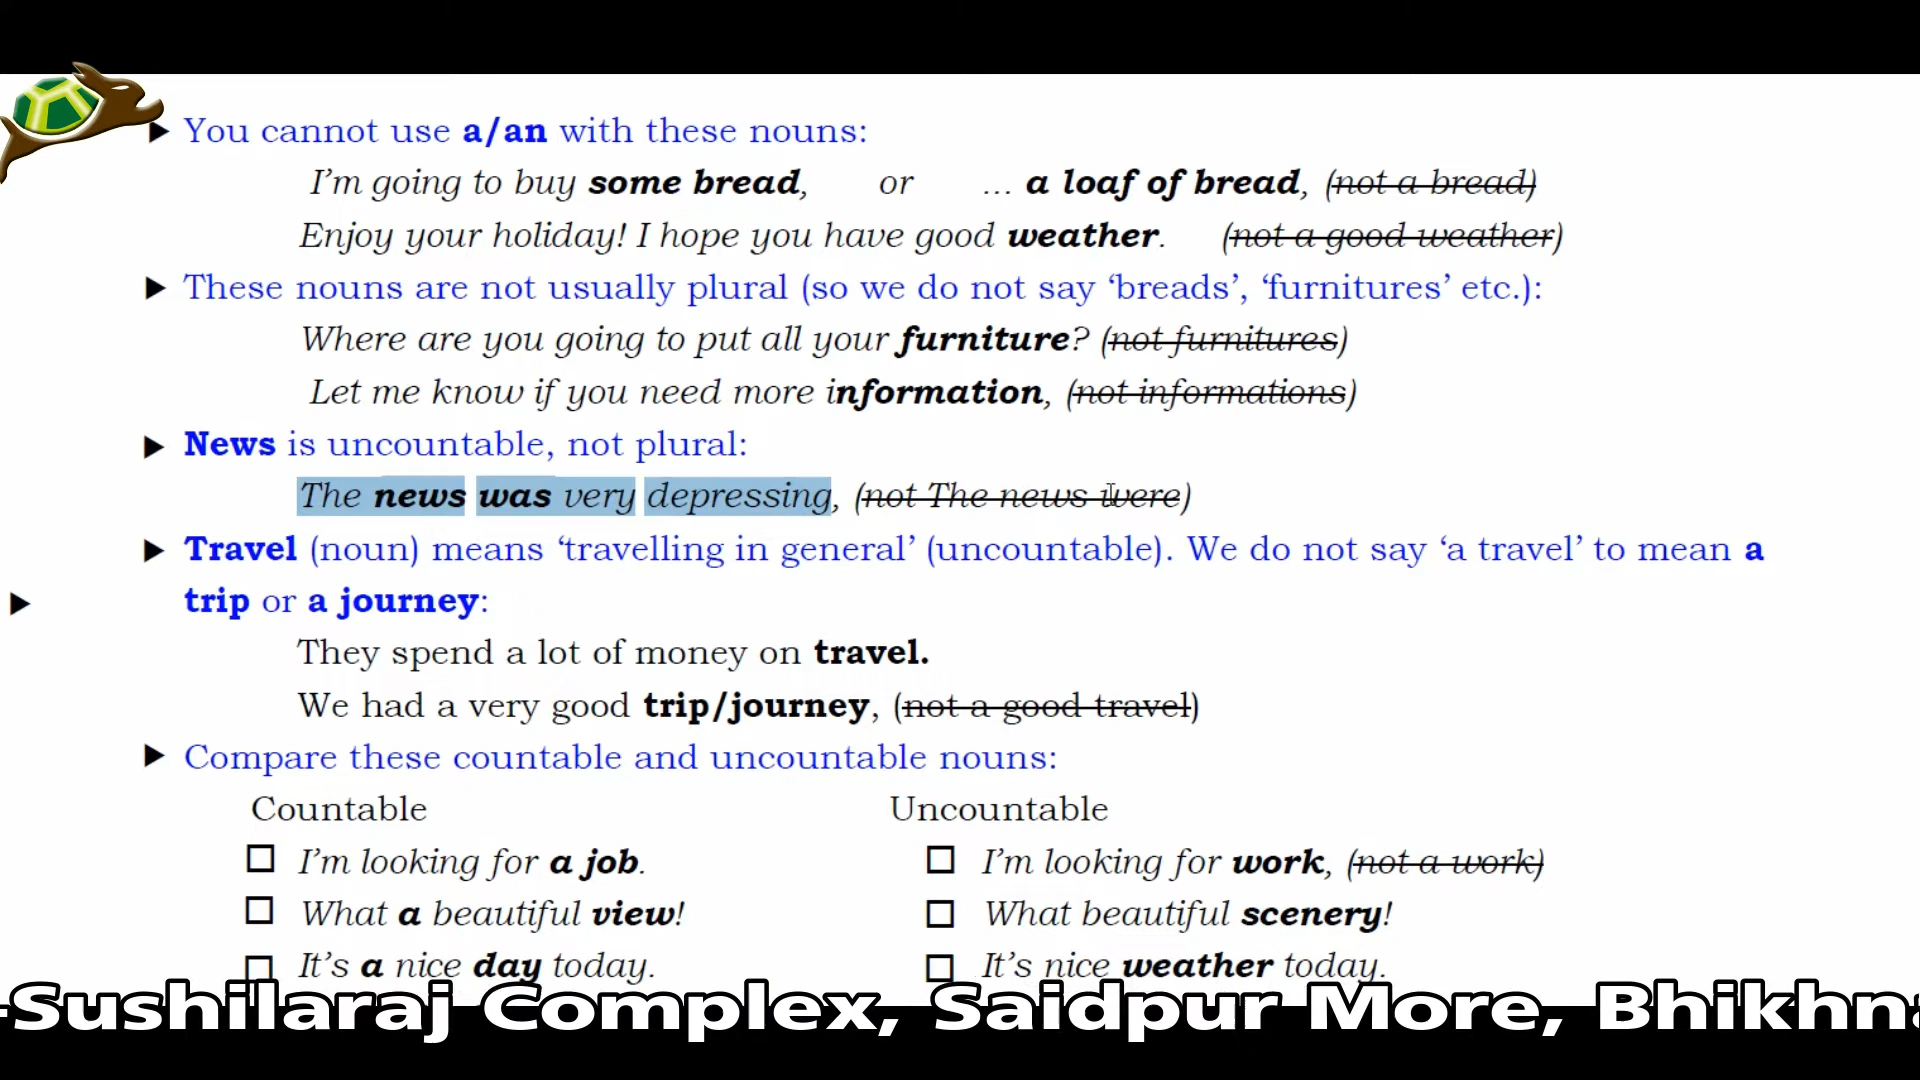 You cannot use a/an with these nouns:
I’m going to buy some bread, or ... a loaf of bread, (not a bread)
Enjoy your holiday! I hope you have good weather. (not a good weather)
These nouns are not usually plural (so we do not say ‘breads’, ‘furnitures’ etc.):
Where are you going to put all your furniture? (not furnitures)
Let me know if you need more information, (not informations)
News is uncountable, not plural:
The news was very depressing, (not The news were)
Travel (noun) means ‘travelling in general’ (uncountable). We do not say ‘a travel’ to mean a
trip or a journey:
They spend a lot of money on travel.
We had a very good trip/journey, (not a good travel)
Compare these countable and uncountable nouns:
Countable Uncountable
I’m looking for a job. I’m looking for work, (not a work)
What a beautiful view! What beautiful scenery!
It’s a nice day today. It’s nice weather today.
-Sushilaraj Complex, Saidpur More, Bhikhna